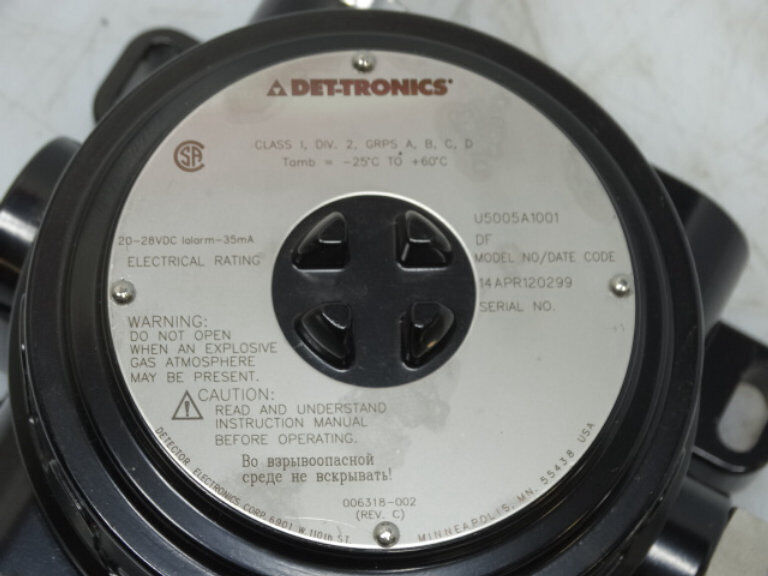 DET-TRONICS®
CLASS I, DIV. 2, GRPS A, B, C, D
Tamb = -25°C TO +60°C
SA
20-28VDC Ialarm-35mA
ELECTRICAL RATING
U5005A1001
DF
MODEL NO/DATE CODE
14APR120299
SERIAL NO.
WARNING:
DO NOT OPEN
WHEN AN EXPLOSIVE
GAS ATMOSPHERE
MAY BE PRESENT.
CAUTION:
READ AND UNDERSTAND
INSTRUCTION MANUAL
BEFORE OPERATING.
Во взрывоопасной
среде не вскрывать!
006318-002
(REV. C)
DETECTOR ELECTRONICS CORP. 6901 W. 110th ST. MINNEAPOLIS, MN. 55438 USA